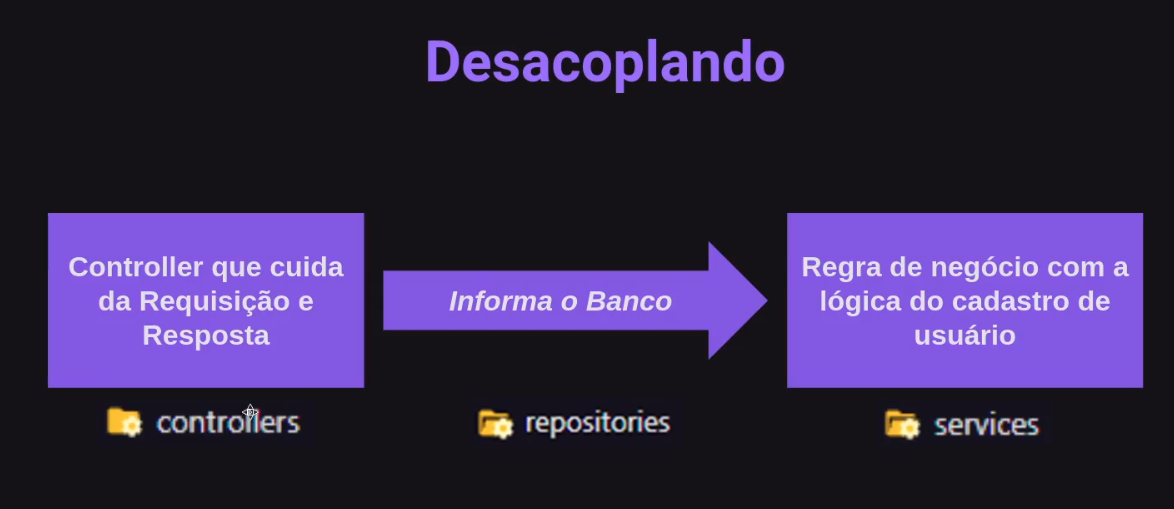 Desacoplando
Controller que cuida
da Requisição e
Resposta
Informa o Banco
Regra de negócio com a
lógica do cadastro de
usuário
controllers
repositories
services